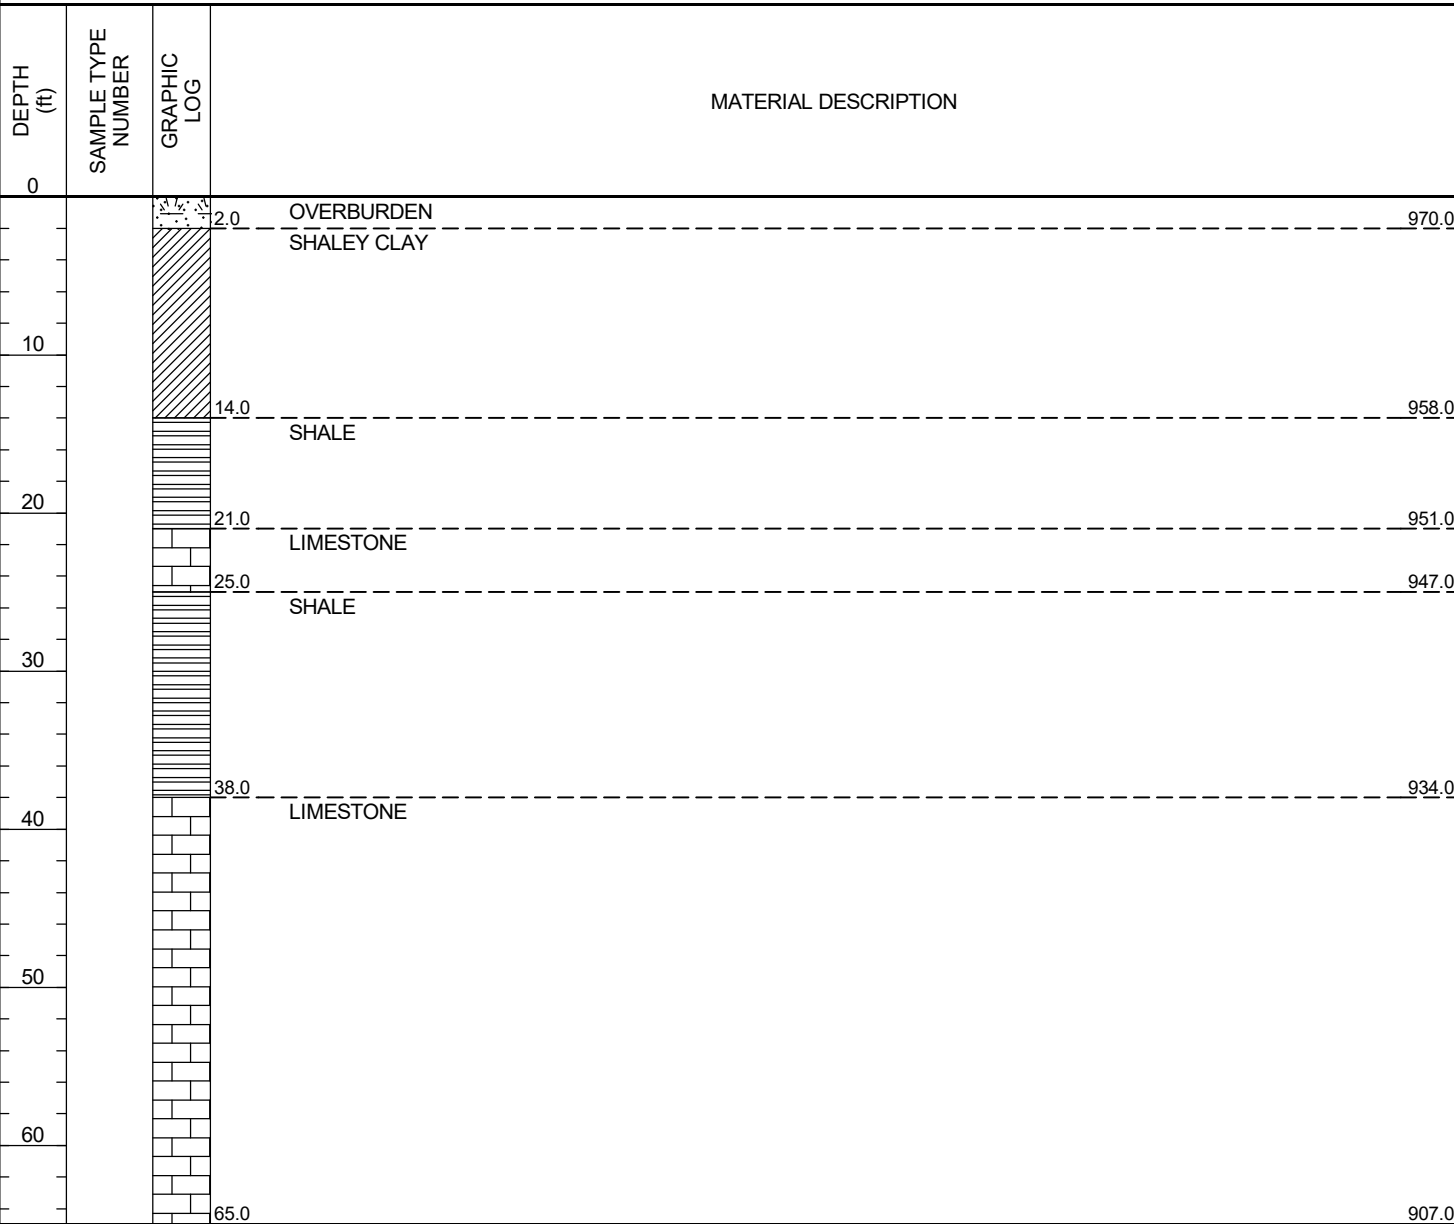 DEPTH
(ft)
SAMPLE TYPE
NUMBER
GRAPHIC
LOG
MATERIAL DESCRIPTION
0
2.0 OVERBURDEN 970.0
SHALEY CLAY
10
14.0 958.0
SHALE
20
21.0 951.0
LIMESTONE
25.0 947.0
SHALE
30
38.0 934.0
LIMESTONE
40
50
60
65.0 907.0